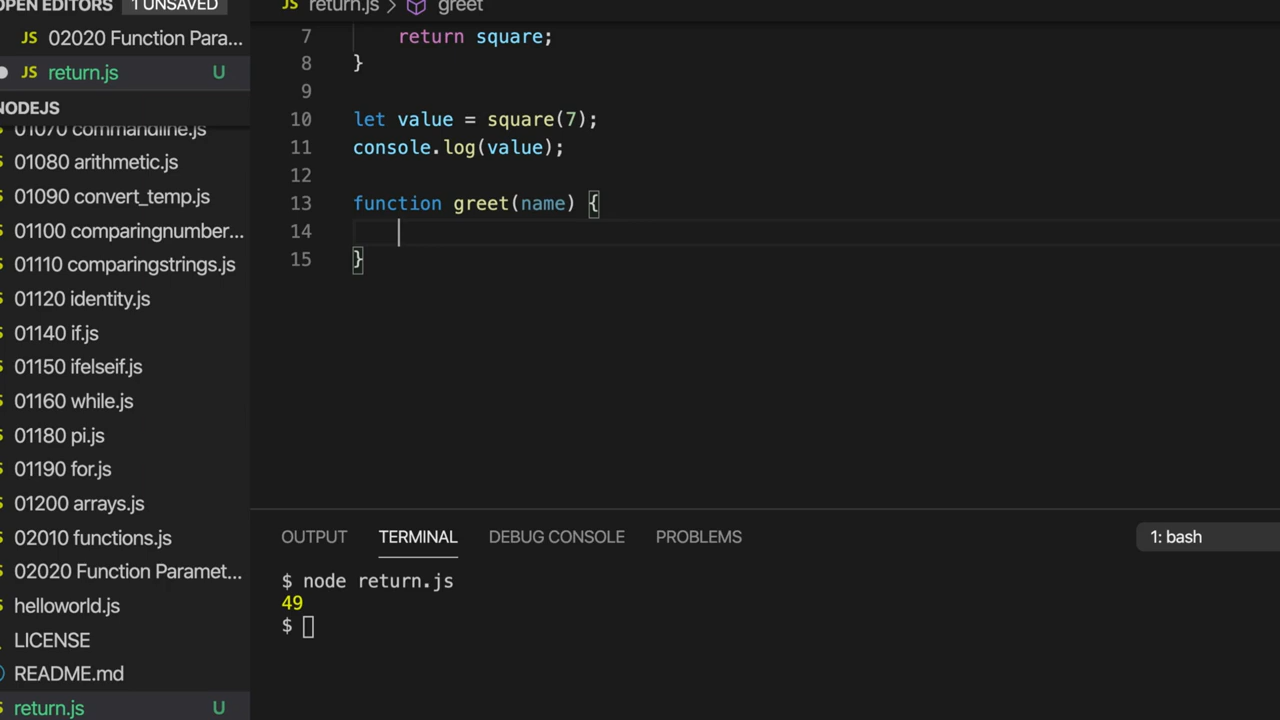 OPEN EDITORS 1 UNSAVED
JS 02020 Function Para...
JS return.js U
NODEJS
01070 commandline.js
01080 arithmetic.js
01090 convert_temp.js
01100 comparingnumber...
01110 comparingstrings.js
01120 identity.js
01140 if.js
01150 ifelseif.js
01160 while.js
01180 pi.js
01190 for.js
01200 arrays.js
02010 functions.js
02020 Function Paramet...
helloworld.js
LICENSE
README.md
return.js U
JS return.js > greet
7 return square;
8 }
9
10 let value = square(7);
11 console.log(value);
12
13 function greet(name) {
14
15 }
OUTPUT TERMINAL DEBUG CONSOLE PROBLEMS 1: bash
$ node return.js
49
$